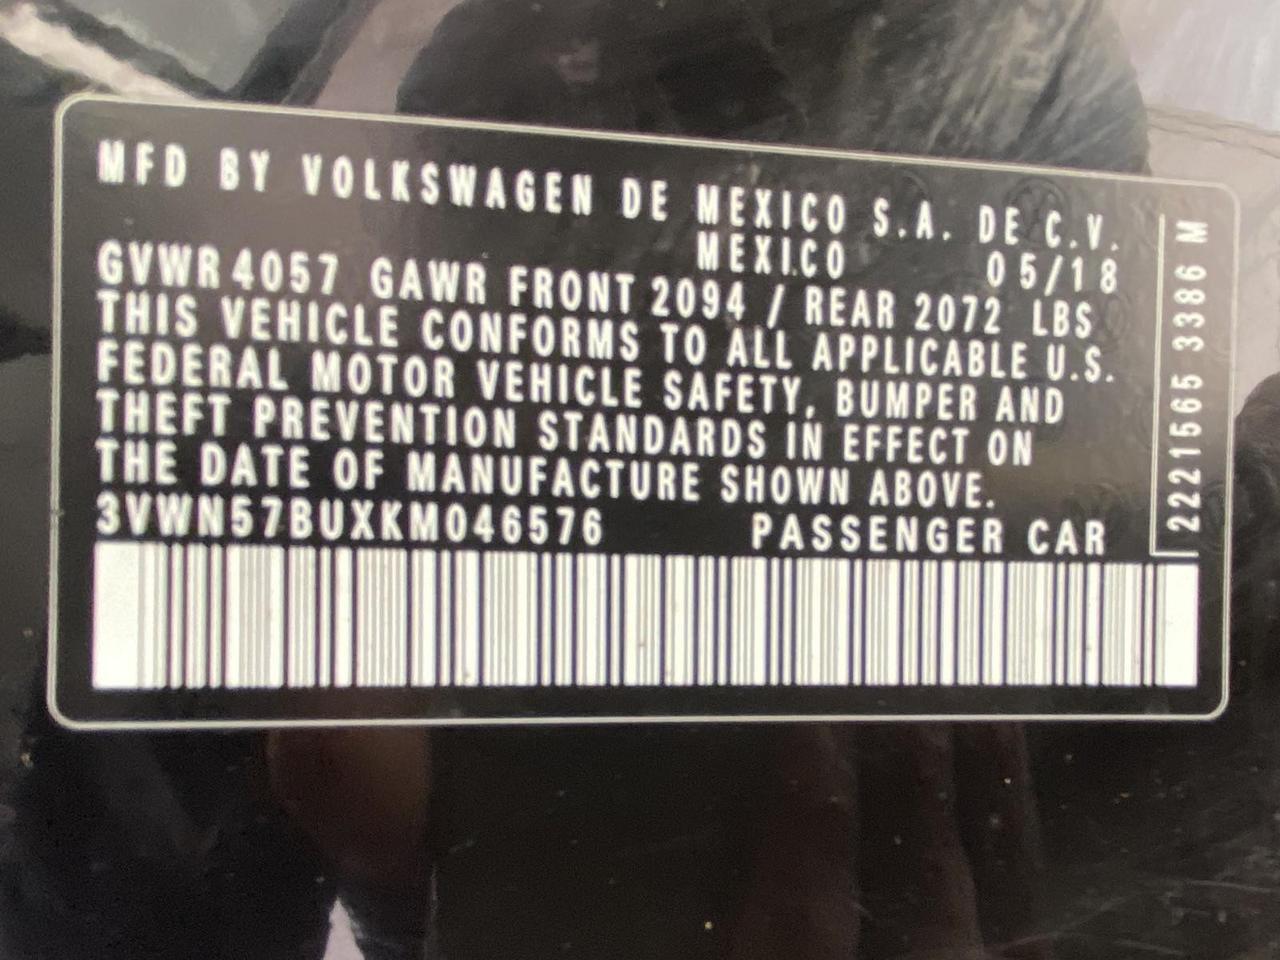 MFD BY VOLKSWAGEN DE MEXICO S.A. DE C.V.
MEXICO 05/18
GVWR 4057 GAWR FRONT 2094 / REAR 2072 LBS
THIS VEHICLE CONFORMS TO ALL APPLICABLE U.S.
FEDERAL MOTOR VEHICLE SAFETY, BUMPER AND
THEFT PREVENTION STANDARDS IN EFFECT ON
THE DATE OF MANUFACTURE SHOWN ABOVE.
3VWN57BUXKM046576 PASSENGER CAR
2221565 3386 M